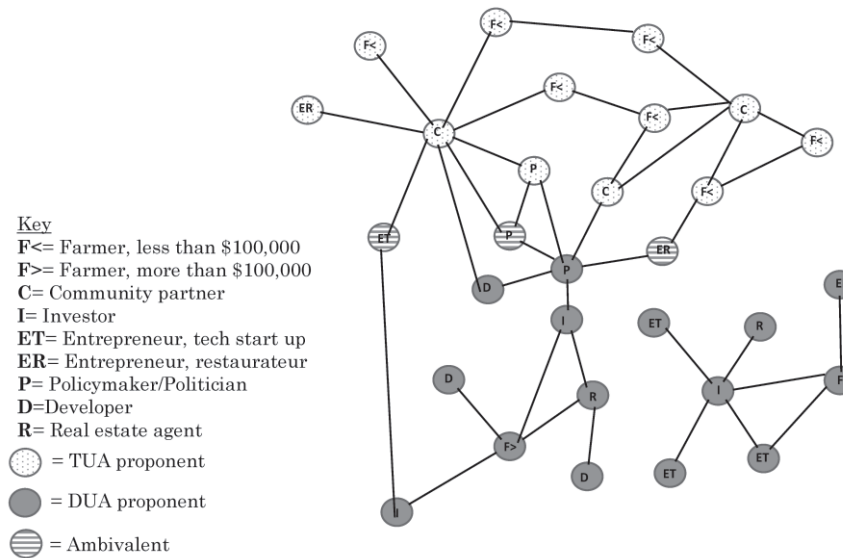 F<
F<
F<
F<
ER
F<
C
C
F<
P
C
F<
Key
F<= Farmer, less than $100,000
F>= Farmer, more than $100,000
C= Community partner
I= Investor
ET= Entrepreneur, tech start up
ER= Entrepreneur, restaurateur
P= Policymaker/Politician
D=Developer
R= Real estate agent
= TUA proponent
= DUA proponent
= Ambivalent
ET
P
ER
P
D
I
ET
R
D
R
I
F>
D
ET
ET
I